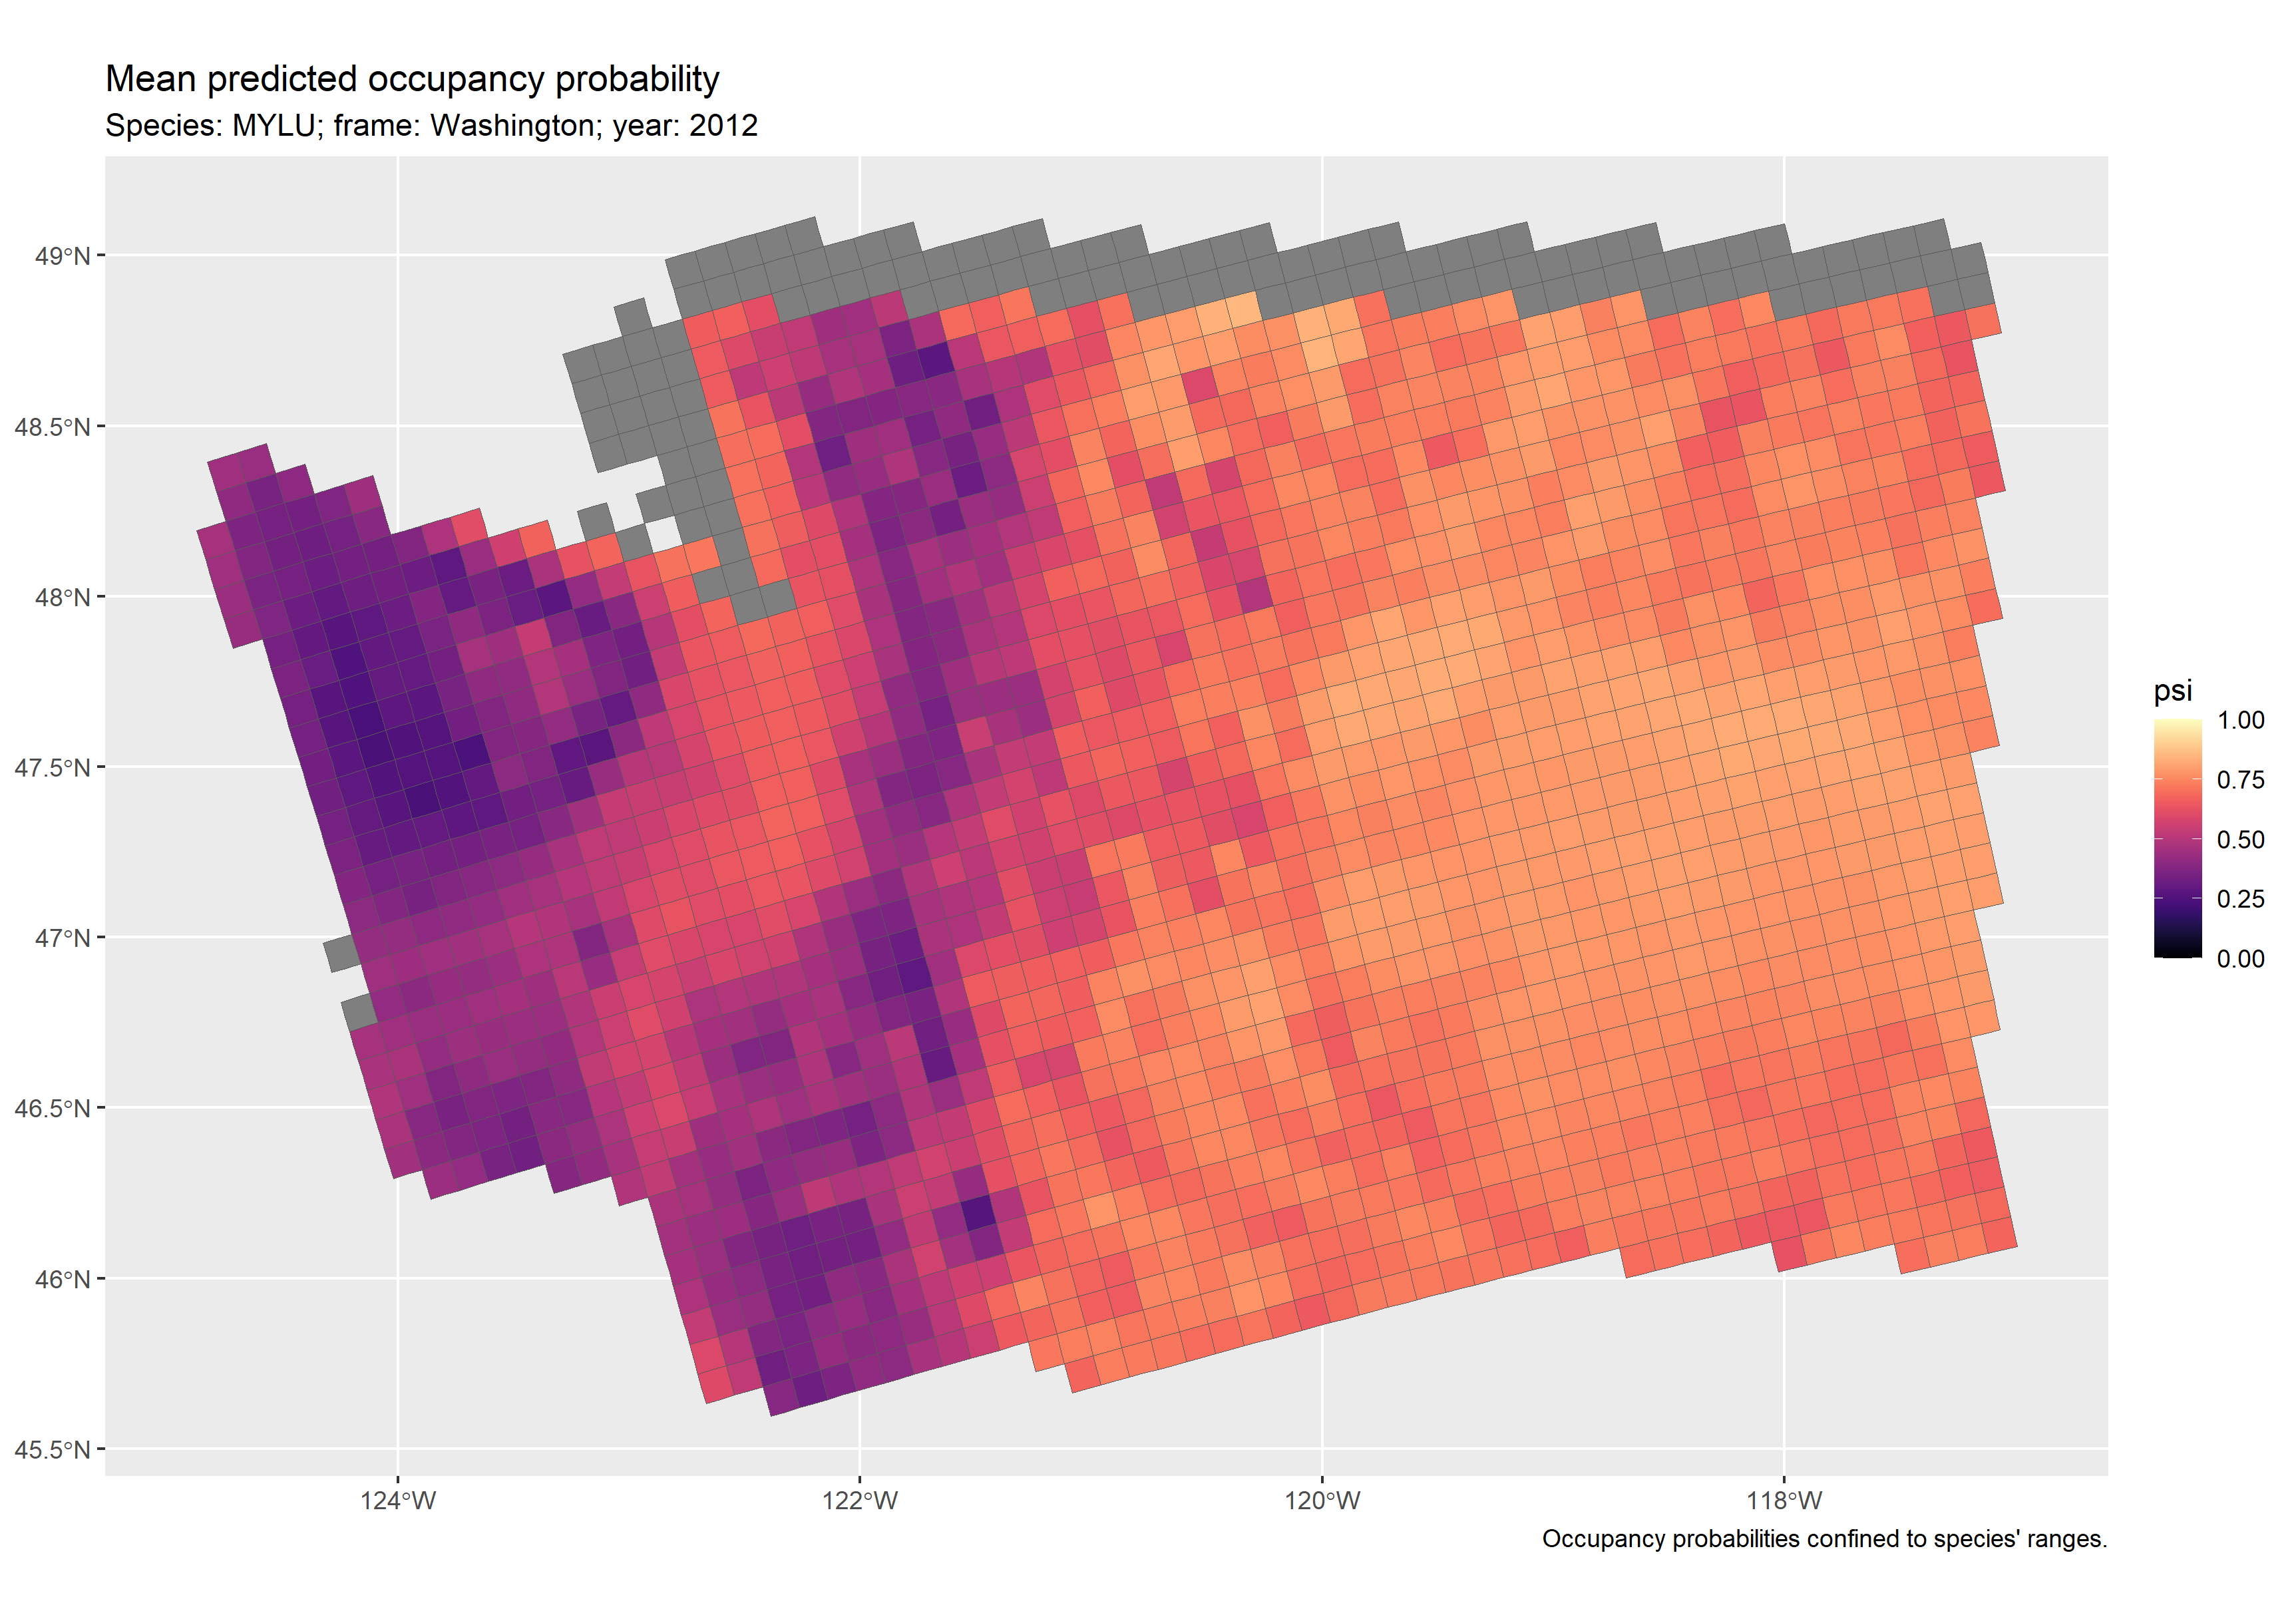 Mean predicted occupancy probability
Species: MYLU; frame: Washington; year: 2012
49°N
48.5°N
48°N
47.5°N
47°N
46.5°N
46°N
45.5°N
124°W
122°W
120°W
118°W
psi
1.00
0.75
0.50
0.25
0.00
Occupancy probabilities confined to species' ranges.